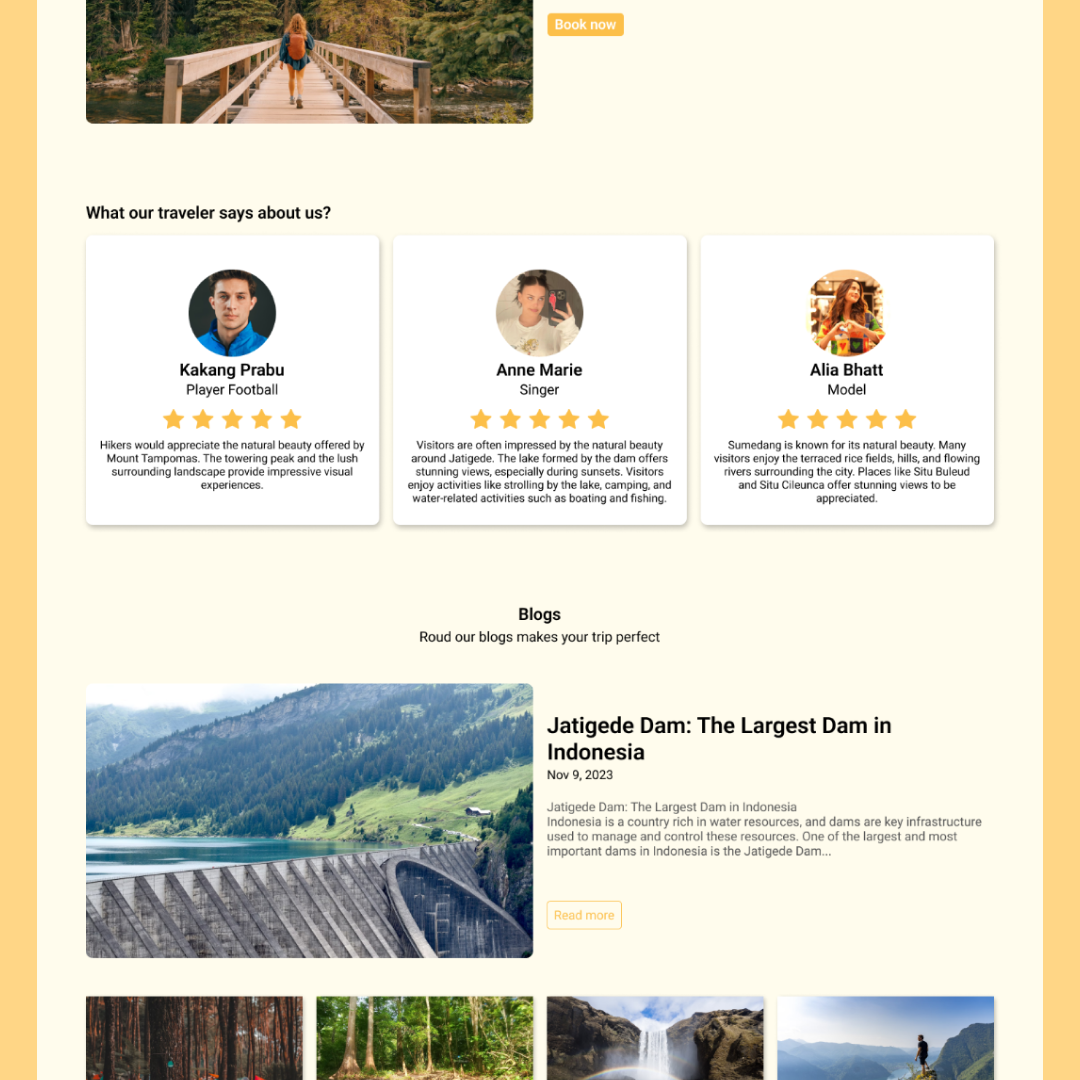 Book now
What our traveler says about us?
Kakang Prabu
Player Football
Hikers would appreciate the natural beauty offered by
Mount Tampomas. The towering peak and the lush
surrounding landscape provide impressive visual
experiences.
Anne Marie
Singer
Visitors are often impressed by the natural beauty
around Jatigede. The lake formed by the dam offers
stunning views, especially during sunsets. Visitors
enjoy activities like strolling by the lake, camping, and
water-related activities such as boating and fishing.
Alia Bhatt
Model
Sumedang is known for its natural beauty. Many
visitors enjoy the terraced rice fields, hills, and flowing
rivers surrounding the city. Places like Situ Buleud
and Situ Cileunca offer stunning views to be
appreciated.
Blogs
Roud our blogs makes your trip perfect
Jatigede Dam: The Largest Dam in
Indonesia
Nov 9, 2023
Jatigede Dam: The Largest Dam in Indonesia
Indonesia is a country rich in water resources, and dams are key infrastructure
used to manage and control these resources. One of the largest and most
important dams in Indonesia is the Jatigede Dam...
Read more